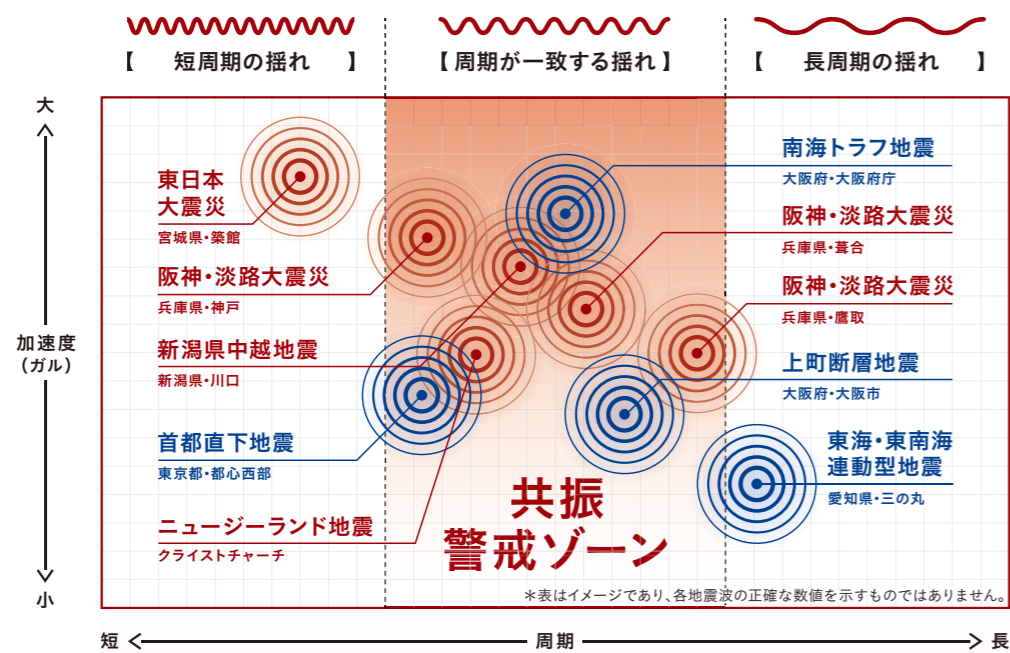 【 短周期の揺れ 】
【 周期が一致する揺れ 】
【 長周期の揺れ 】
大
加速度
(ガル)
小
東日本
大震災
宮城県・築館
阪神・淡路大震災
兵庫県・神戸
新潟県中越地震
新潟県・川口
首都直下地震
東京都・都心西部
ニュージーランド地震
クライストチャーチ
南海トラフ地震
大阪府・大阪府庁
阪神・淡路大震災
兵庫県・葺合
阪神・淡路大震災
兵庫県・鷹取
上町断層地震
大阪府・大阪市
東海・東南海
連動型地震
愛知県・三の丸
共振
警戒ゾーン
＊表はイメージであり、各地震波の正確な数値を示すものではありません。
短
周期
長